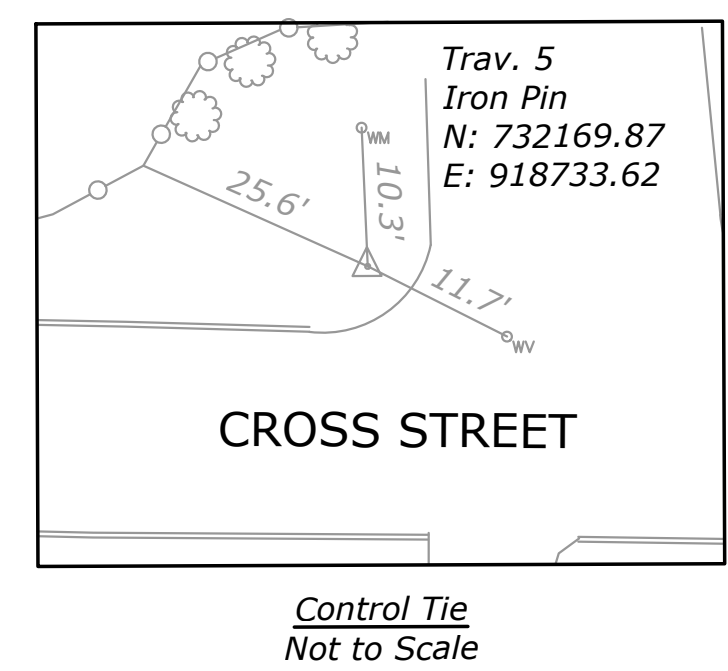 Trav. 5
Iron Pin
N: 732169.87
E: 918733.62
WM
25.6'
10.3'
11.7'
WV
CROSS STREET
Control Tie
Not to Scale